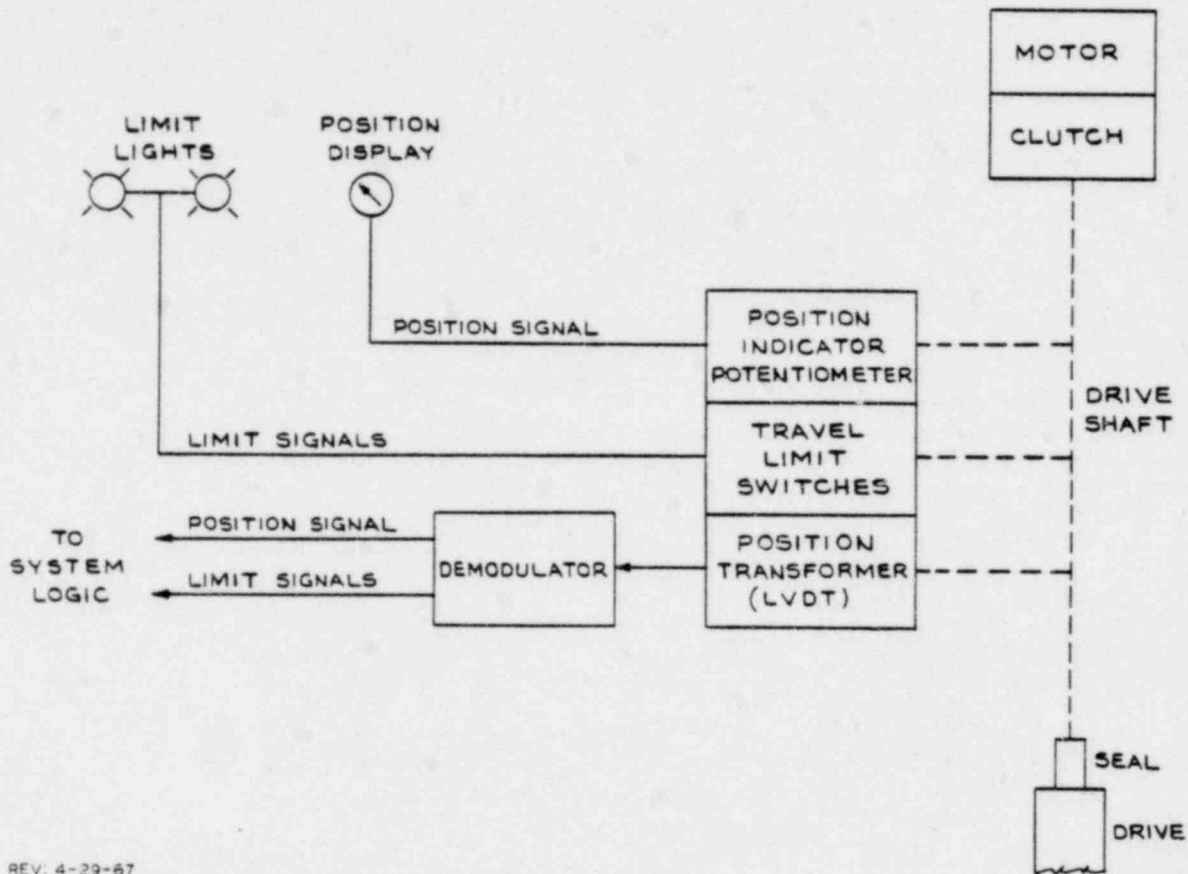 MOTOR
CLUTCH
LIMIT
LIGHTS
POSITION
DISPLAY
POSITION SIGNAL
POSITION
INDICATOR
POTENTIOMETER
DRIVE
SHAFT
LIMIT SIGNALS
TRAVEL
LIMIT
SWITCHES
TO
SYSTEM
LOGIC
POSITION SIGNAL
LIMIT SIGNALS
DEMODULATOR
POSITION
TRANSFORMER
(LVDT)
SEAL
DRIVE
REV: 4-29-67